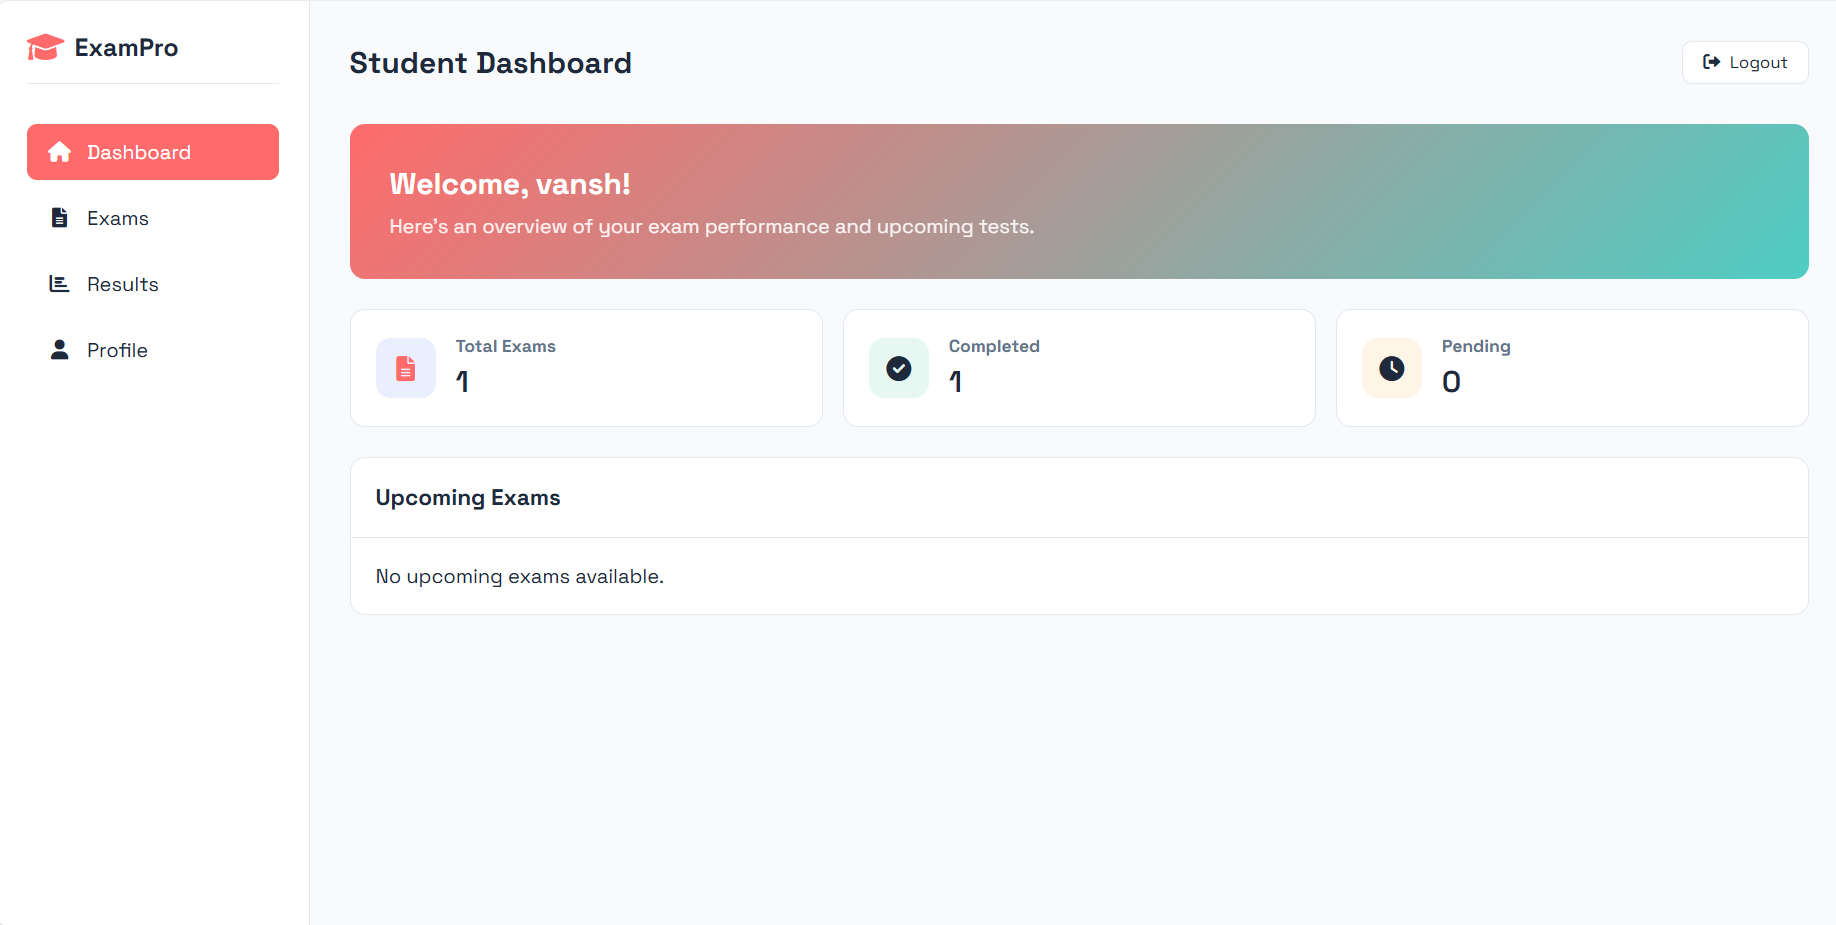 ExamPro
Dashboard
Exams
Results
Profile
Student Dashboard
Logout
Welcome, vansh!
Here's an overview of your exam performance and upcoming tests.
Total Exams
1
Completed
1
Pending
0
Upcoming Exams
No upcoming exams available.